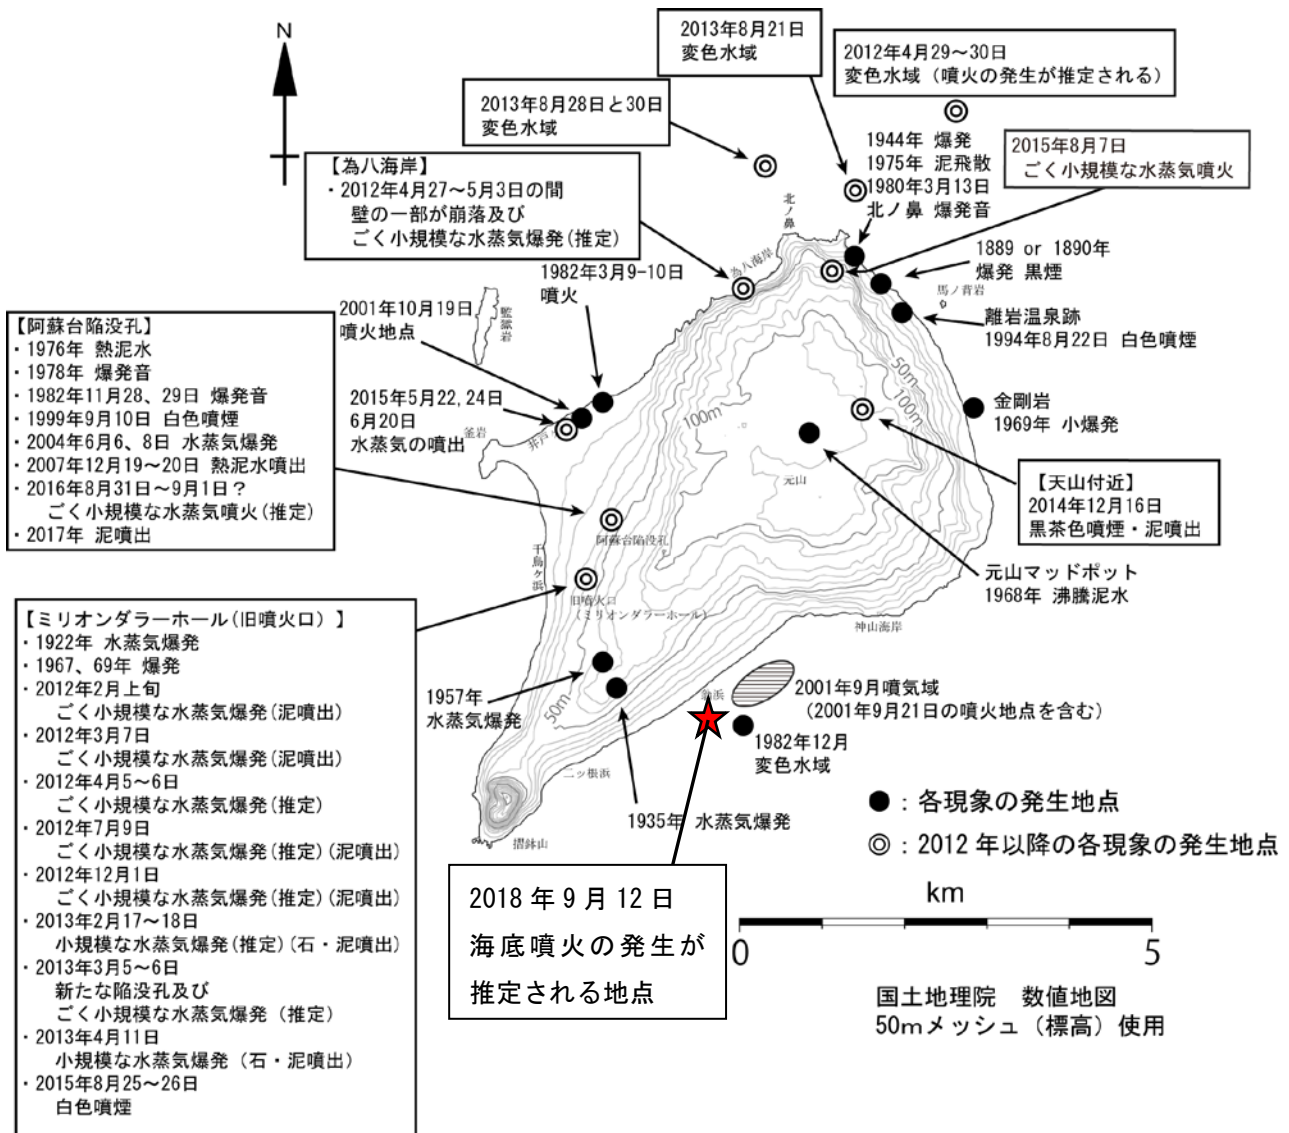 N
2013年8月21日
変色水域
2012年4月29~30日
変色水域（噴火の発生が推定される）
2013年8月28日と30日
変色水域
1944年 爆発
1975年 泥飛散
1980年3月13日
北ノ鼻 爆発音
2015年8月7日
ごく小規模な水蒸気噴火
【為八海岸】
・2012年4月27~5月3日の間
壁の一部が崩落及び
ごく小規模な水蒸気爆発(推定)
北ノ鼻
為八海岸
1889 or 1890年
爆発 黒煙
馬ノ背岩
離岩温泉跡
1994年8月22日 白色噴煙
1982年3月9-10日
噴火
2001年10月19日
噴火地点
監獄岩
2015年5月22,24日
6月20日
水蒸気の噴出
釜岩
50m
100m
100m
金剛岩
1969年 小爆発
【阿蘇台陥没孔】
・1976年 熱泥水
・1978年 爆発音
・1982年11月28、29日 爆発音
・1999年9月10日 白色噴煙
・2004年6月6、8日 水蒸気爆発
・2007年12月19~20日 熱泥水噴出
・2016年8月31日~9月1日？
ごく小規模な水蒸気噴火(推定)
・2017年 泥噴出
元山
【天山付近】
2014年12月16日
黒茶色噴煙・泥噴出
阿蘇台陥没孔
千鳥ヶ浜
元山マッドポット
1968年 沸騰泥水
旧噴火口
（ミリオンダラーホール）
神山海岸
【ミリオンダラーホール(旧噴火口）】
・1922年 水蒸気爆発
・1967、69年 爆発
・2012年2月上旬
ごく小規模な水蒸気爆発(泥噴出)
・2012年3月7日
ごく小規模な水蒸気爆発(泥噴出)
・2012年4月5~6日
ごく小規模な水蒸気爆発(推定)
・2012年7月9日
ごく小規模な水蒸気爆発(推定)(泥噴出)
・2012年12月1日
ごく小規模な水蒸気爆発(推定)(泥噴出)
・2013年2月17~18日
小規模な水蒸気爆発(推定)(石・泥噴出)
・2013年3月5~6日
新たな陥没孔及び
ごく小規模な水蒸気爆発（推定）
・2013年4月11日
小規模な水蒸気爆発（石・泥噴出）
・2015年8月25~26日
白色噴煙
1957年
水蒸気爆発
50m
2001年9月噴気域
（2001年9月21日の噴火地点を含む）
1982年12月
変色水域
二ツ根浜
1935年 水蒸気爆発
摺鉢山
2018年9月12日
海底噴火の発生が
推定される地点
●：各現象の発生地点
◎：2012年以降の各現象の発生地点
km
0 5
国土地理院 数値地図
50mメッシュ（標高）使用